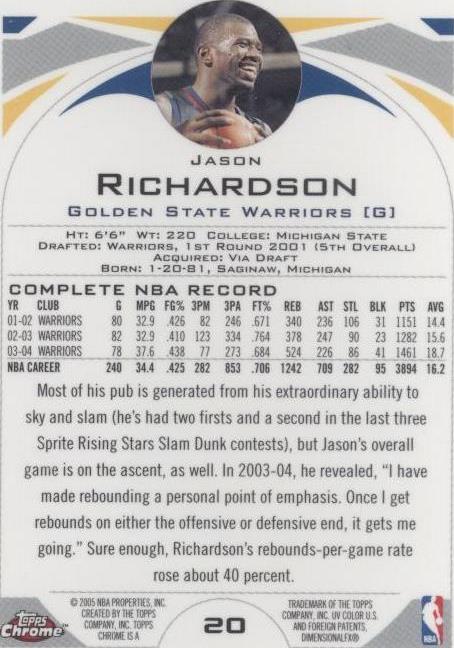 JASON
RICHARDSON
GOLDEN STATE WARRIORS [G]
HT: 6'6" WT: 220 COLLEGE: MICHIGAN STATE
DRAFTED: WARRIORS, 1ST ROUND 2001 (5TH OVERALL)
ACQUIRED: VIA DRAFT
BORN: 1-20-81, SAGINAW, MICHIGAN
COMPLETE NBA RECORD
YR CLUB G MPG FG% 3PM 3PA FT% REB AST STL BLK PTS AVG
01-02 WARRIORS 80 32.9 .426 82 246 .671 340 236 106 31 1151 14.4
02-03 WARRIORS 82 32.9 .410 123 334 .764 378 247 90 23 1282 15.6
03-04 WARRIORS 78 37.6 .438 77 273 .684 524 226 86 41 1461 18.7
NBA CAREER 240 34.4 .425 282 853 .706 1242 709 282 95 3894 16.2
Most of his pub is generated from his extraordinary ability to
sky and slam (he's had two firsts and a second in the last three
Sprite Rising Stars Slam Dunk contests), but Jason's overall
game is on the ascent, as well. In 2003-04, he revealed, "I have
made rebounding a personal point of emphasis. Once I get
rebounds on either the offensive or defensive end, it gets me
going." Sure enough, Richardson's rebounds-per-game rate
rose about 40 percent.
Topps
Chrome™
© 2005 NBA PROPERTIES, INC.
CREATED BY THE TOPPS
COMPANY, INC. TOPPS
CHROME IS A
20
TRADEMARK OF THE TOPPS
COMPANY, INC. UV COLOR U.S.
AND FOREIGN PATENTS,
DIMENSIONALFX®
NBA